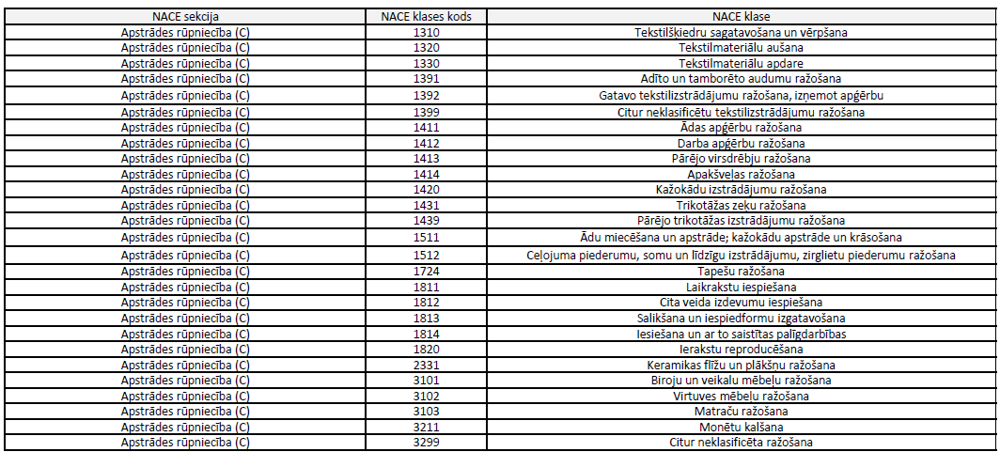 NACE sekcija NACE klases kods NACE klase
Apstrādes rūpniecība (C) 1310 Tekstilšķiedru sagatavošana un vērpšana
Apstrādes rūpniecība (C) 1320 Tekstilmateriālu aušana
Apstrādes rūpniecība (C) 1330 Tekstilmateriālu apdare
Apstrādes rūpniecība (C) 1391 Adīto un tamborēto audumu ražošana
Apstrādes rūpniecība (C) 1392 Gatavo tekstilizstrādājumu ražošana, izņemot apģērbu
Apstrādes rūpniecība (C) 1399 Citur neklasificētu tekstilizstrādājumu ražošana
Apstrādes rūpniecība (C) 1411 Ādas apģērbu ražošana
Apstrādes rūpniecība (C) 1412 Darba apģērbu ražošana
Apstrādes rūpniecība (C) 1413 Pārējo virsdrēbju ražošana
Apstrādes rūpniecība (C) 1414 Apakšveļas ražošana
Apstrādes rūpniecība (C) 1420 Kažokādu izstrādājumu ražošana
Apstrādes rūpniecība (C) 1431 Trikotāžas zeķu ražošana
Apstrādes rūpniecība (C) 1439 Pārējo trikotāžas izstrādājumu ražošana
Apstrādes rūpniecība (C) 1511 Ādu miecēšana un apstrāde; kažokādu apstrāde un krāsošana
Apstrādes rūpniecība (C) 1512 Ceļojuma piederumu, somu un līdzīgu izstrādājumu, zirglietu piederumu ražošana
Apstrādes rūpniecība (C) 1724 Tapešu ražošana
Apstrādes rūpniecība (C) 1811 Laikrakstu iespiešana
Apstrādes rūpniecība (C) 1812 Cita veida izdevumu iespiešana
Apstrādes rūpniecība (C) 1813 Salikšana un iespiedformu izgatavošana
Apstrādes rūpniecība (C) 1814 Iesiešana un ar to saistītas palīgdarbības
Apstrādes rūpniecība (C) 1820 Ierakstu reproducēšana
Apstrādes rūpniecība (C) 2331 Keramikas flīžu un plākšņu ražošana
Apstrādes rūpniecība (C) 3101 Biroju un veikalu mēbeļu ražošana
Apstrādes rūpniecība (C) 3102 Virtuves mēbeļu ražošana
Apstrādes rūpniecība (C) 3103 Matraču ražošana
Apstrādes rūpniecība (C) 3211 Monētu kalšana
Apstrādes rūpniecība (C) 3299 Citur neklasificēta ražošana